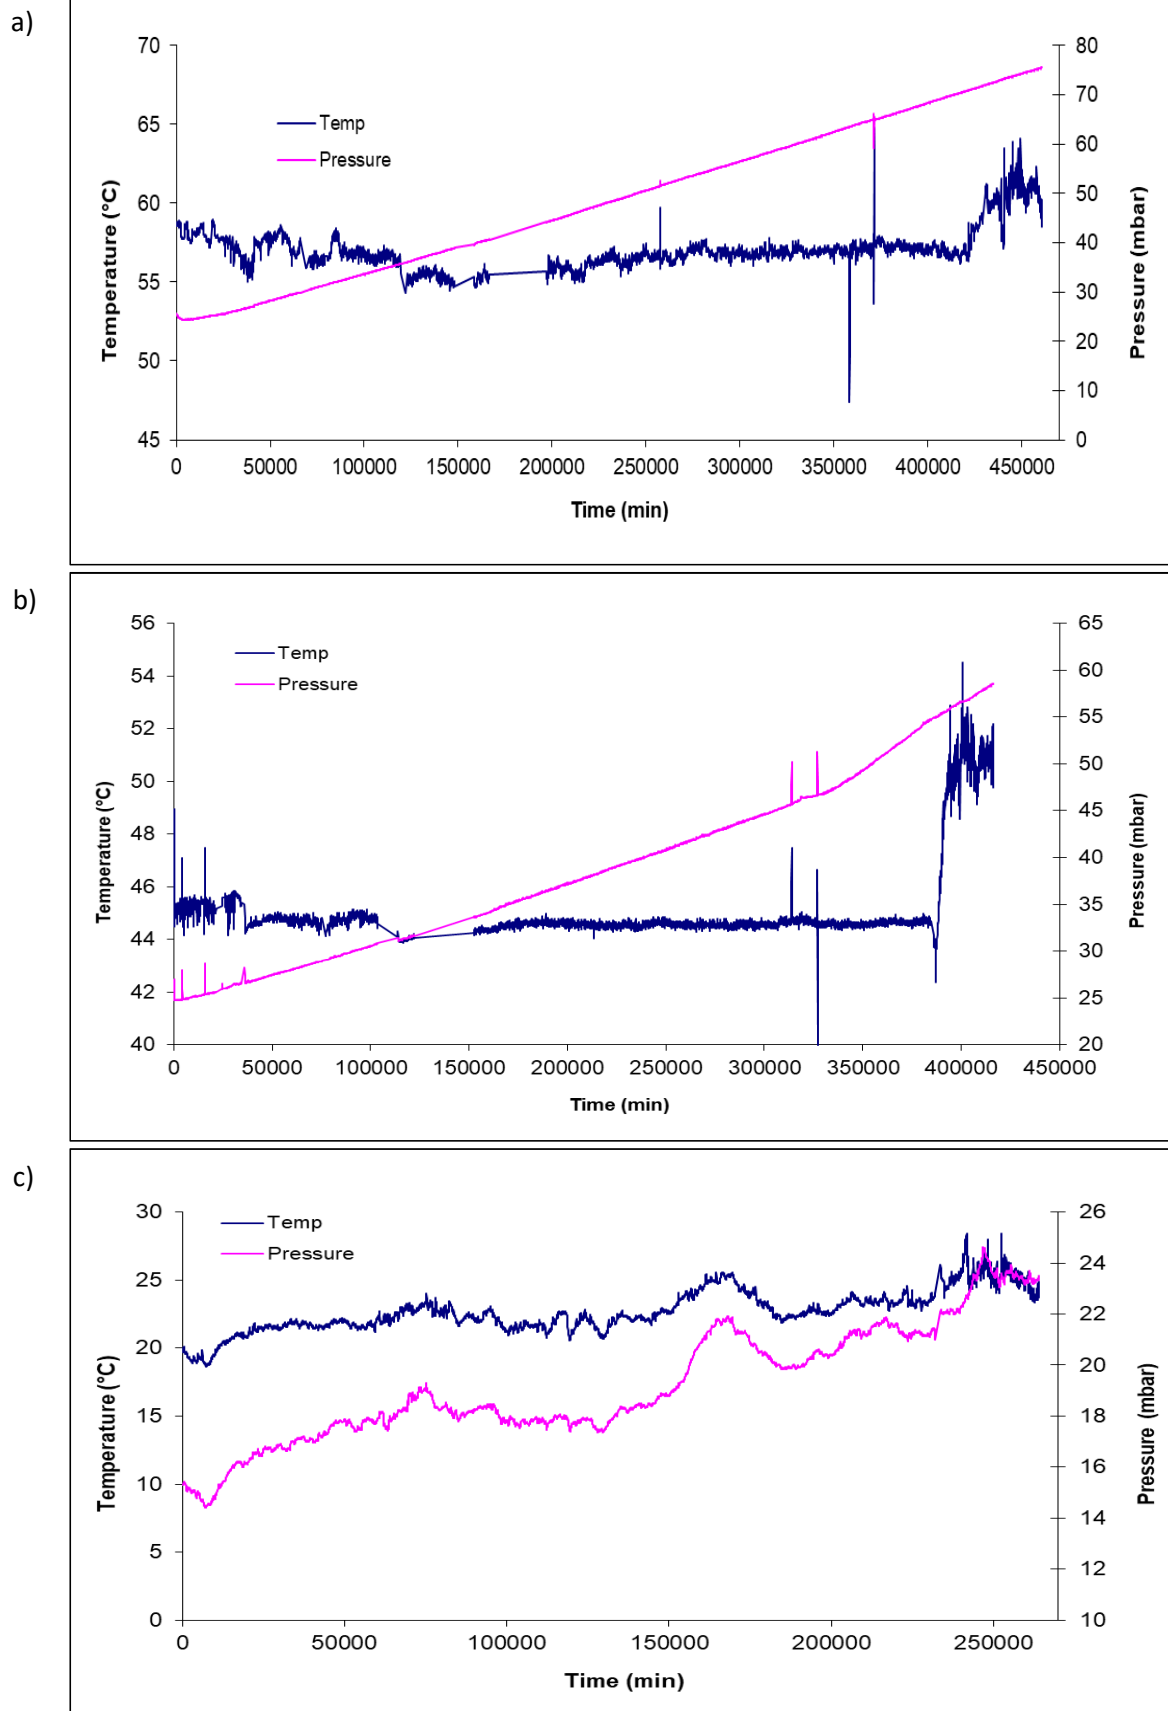 a)
70
65
60
55
50
45
80
70
60
50
40
30
20
10
0
Temp
Pressure
Temperature (°C)
Pressure (mbar)
0 50000 100000 150000 200000 250000 300000 350000 400000 450000
Time (min)
b)
56
54
52
50
48
46
44
42
40
65
60
55
50
45
40
35
30
25
20
Temp
Pressure
Temperature (°C)
Pressure (mbar)
0 50000 100000 150000 200000 250000 300000 350000 400000 450000
Time (min)
c)
30
25
20
15
10
5
0
26
24
22
20
18
16
14
12
10
Temp
Pressure
Temperature (°C)
Pressure (mbar)
0 50000 100000 150000 200000 250000
Time (min)